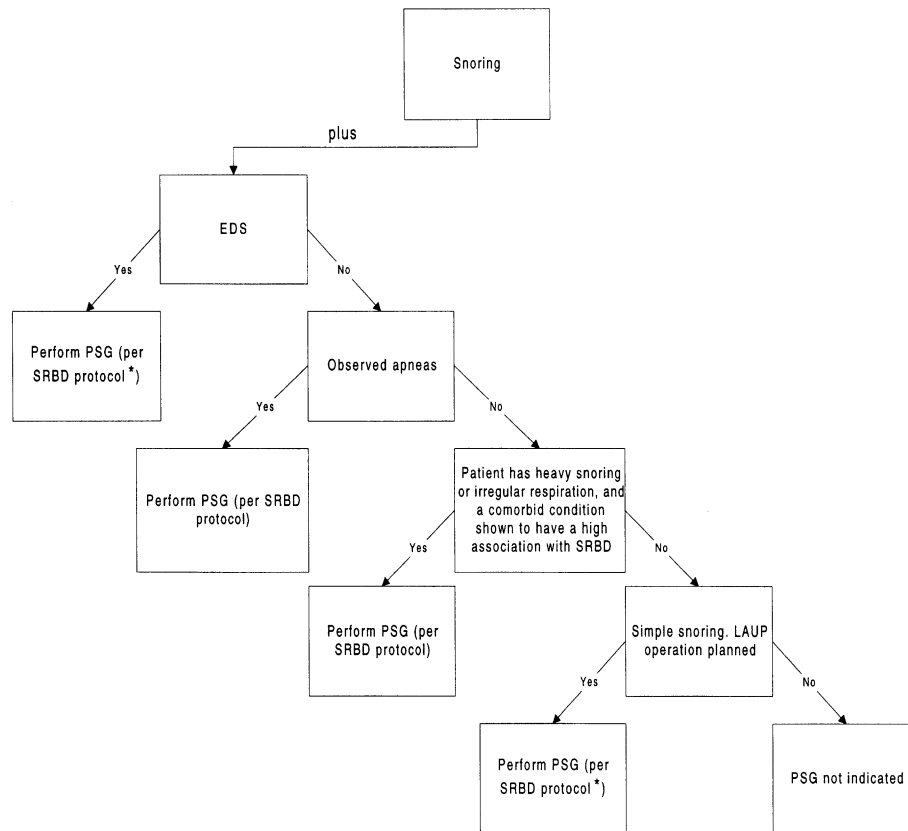 Snoring
plus
EDS
Yes
No
Perform PSG (per
SRBD protocol*)
Observed apneas
Yes
No
Perform PSG (per SRBD
protocol)
Patient has heavy snoring
or irregular respiration, and
a comorbid condition
shown to have a high
association with SRBD
Yes
No
Perform PSG (per
SRBD protocol)
Simple snoring. LAUP
operation planned
Yes
No
Perform PSG (per
SRBD protocol*)
PSG not indicated